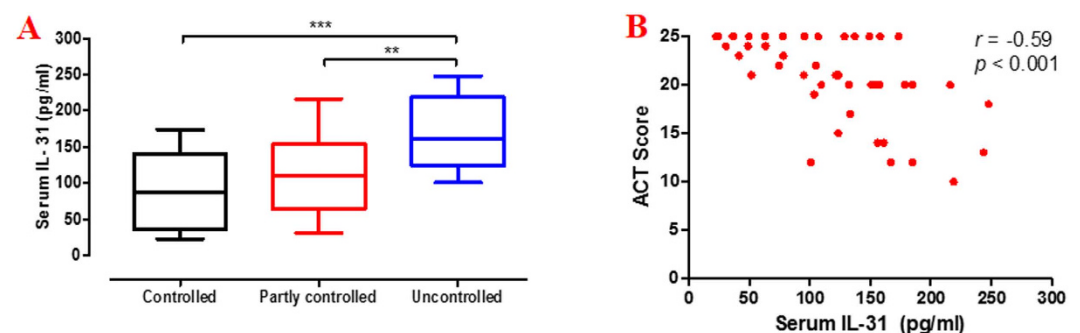 A
***
**
300
250
200
150
100
50
0
Serum IL- 31 (pg/ml)
Controlled
Partly controlled
Uncontrolled
B
r = -0.59
p < 0.001
25
20
15
10
5
0
ACT Score
0 50 100 150 200 250 300
Serum IL-31 (pg/ml)